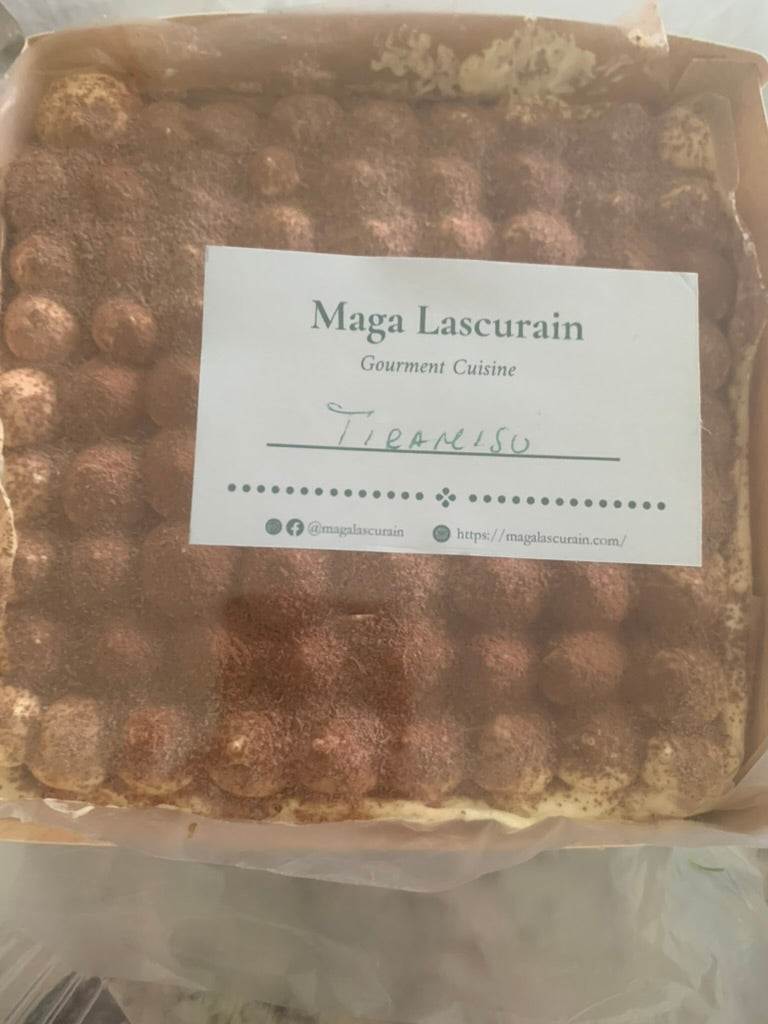 Maga Lascurain
Gourment Cuisine
TIRAMISU
@magalascurain https://magalascurain.com/